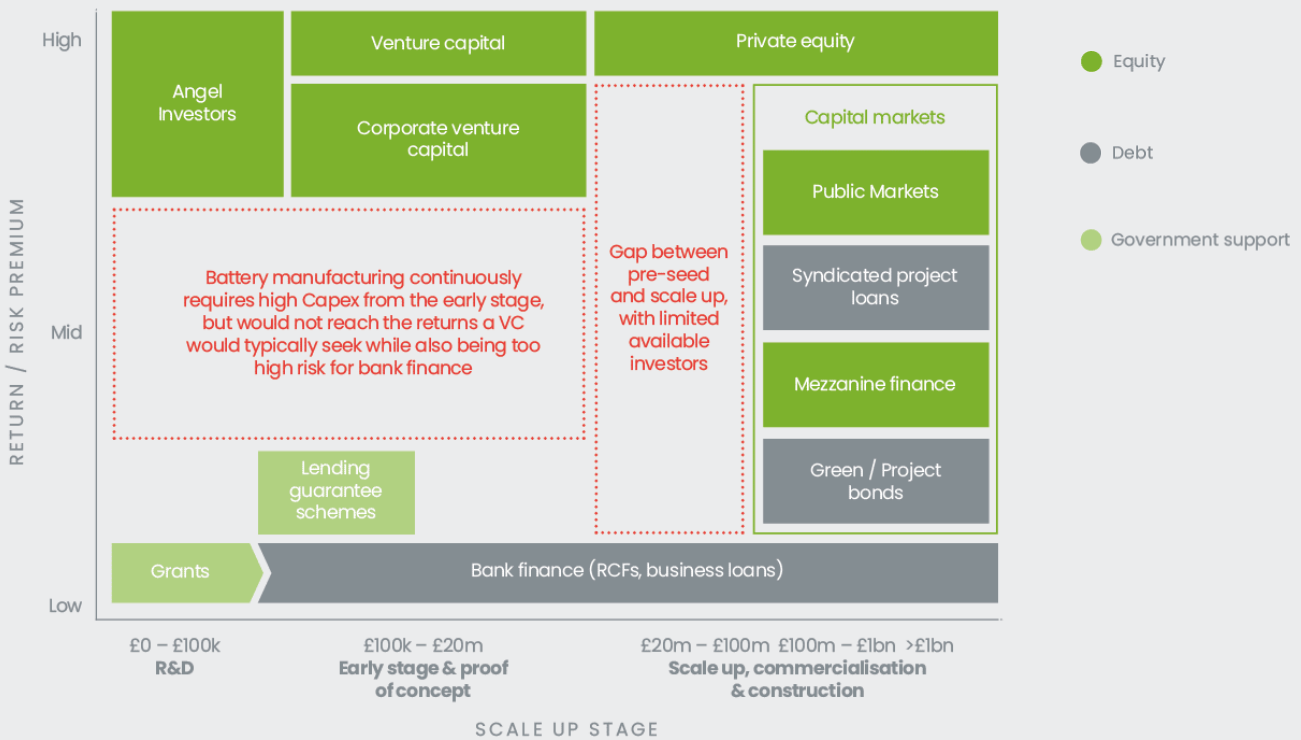 RETURN / RISK PREMIUM
High
Mid
Low
Angel
Investors
Venture capital
Corporate venture
capital
Private equity
Battery manufacturing continuously
requires high Capex from the early stage,
but would not reach the returns a VC
would typically seek while also being too
high risk for bank finance
Gap between
pre-seed
and scale up,
with limited
available
investors
Capital markets
Public Markets
Syndicated project
loans
Mezzanine finance
Green / Project
bonds
Lending
guarantee
schemes
Grants
Bank finance (RCFs, business loans)
£0 – £100k
R&D
£100k – £20m
Early stage & proof
of concept
£20m – £100m £100m – £1bn >£1bn
Scale up, commercialisation
& construction
SCALE UP STAGE
Equity
Debt
Government support